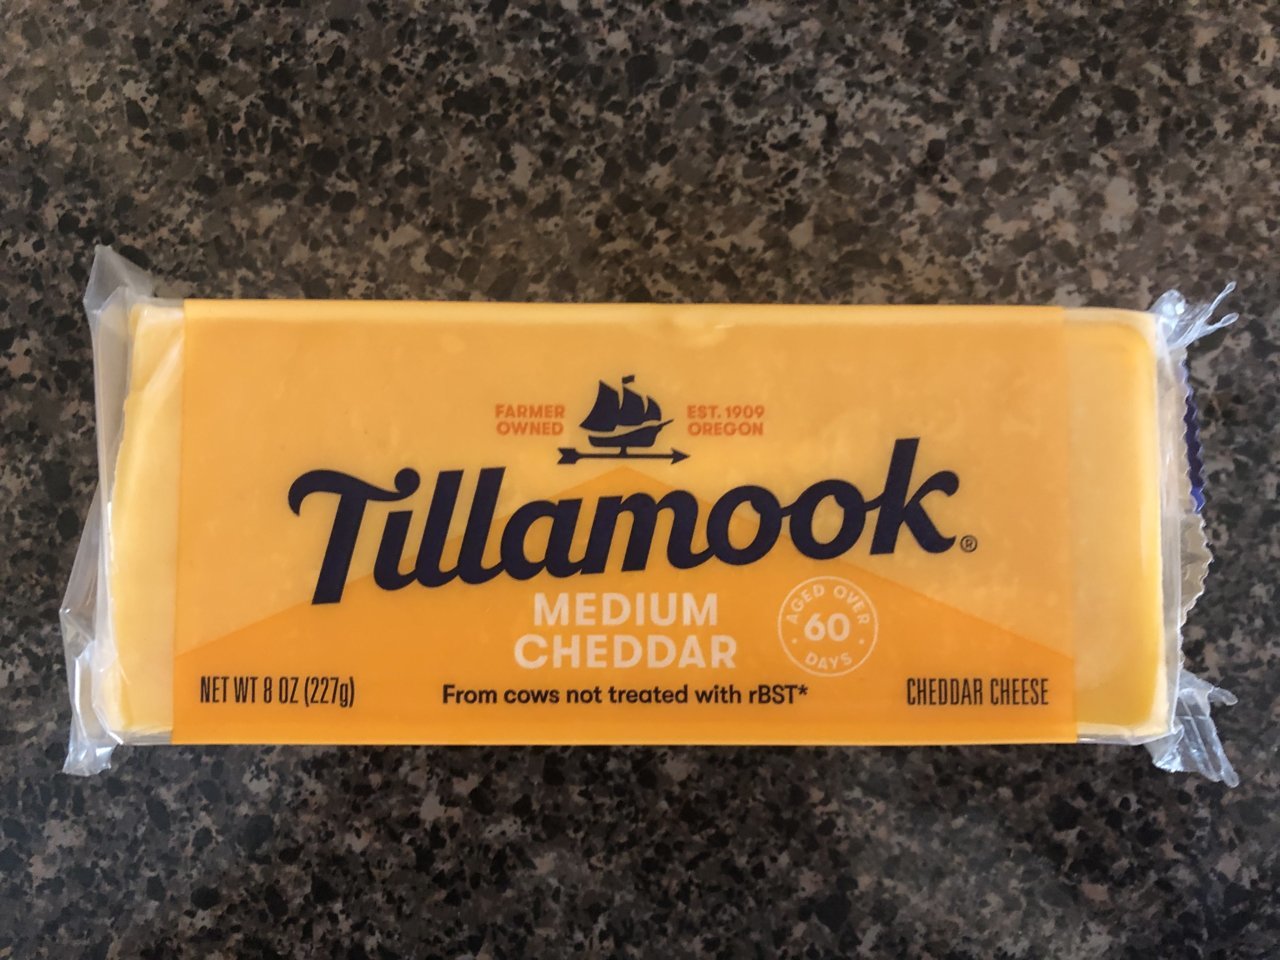 FARMER
OWNED
EST. 1909
OREGON
Tillamook®
MEDIUM
CHEDDAR
AGED OVER
60
DAYS
NET WT 8 OZ (227g)
From cows not treated with rBST*
CHEDDAR CHEESE